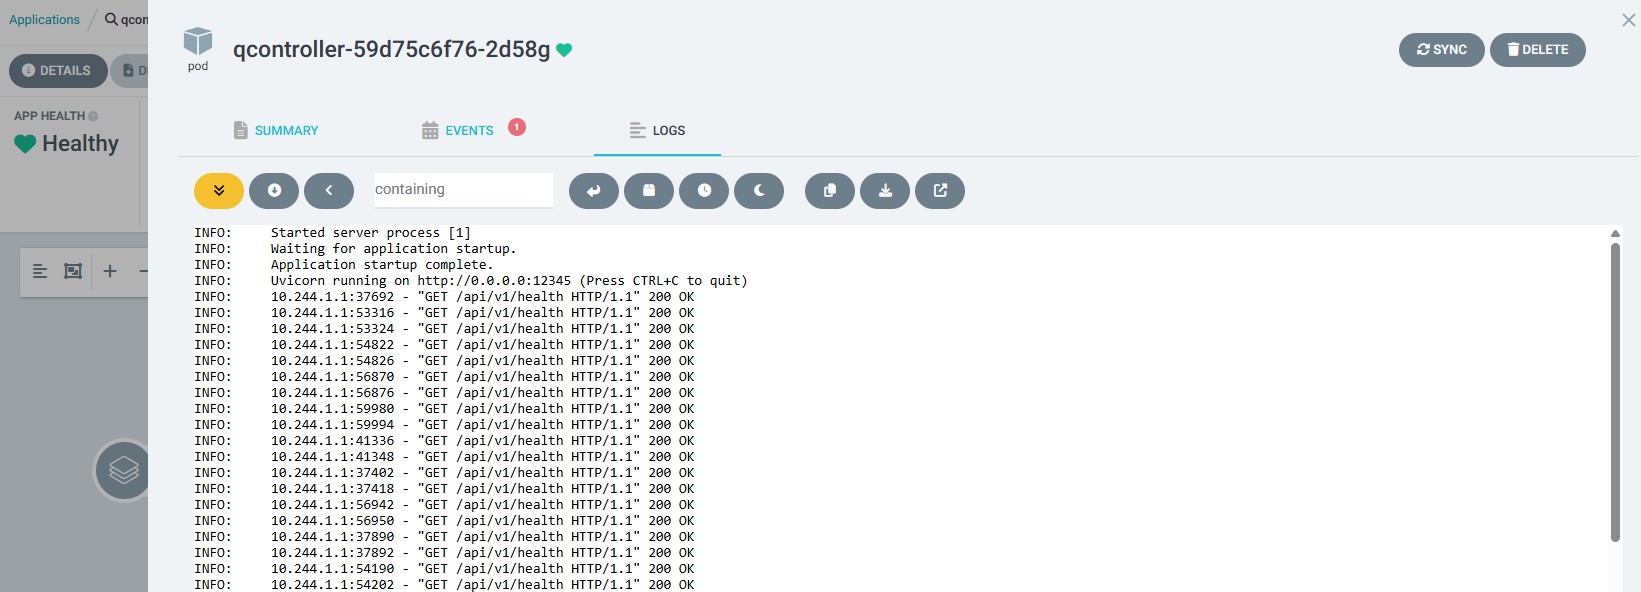 Applications
qcon
DETAILS
D
APP HEALTH
Healthy
pod
qcontroller-59d75c6f76-2d58g
SYNC
DELETE
SUMMARY
EVENTS
1
LOGS
containing
INFO: Started server process [1]
INFO: Waiting for application startup.
INFO: Application startup complete.
INFO: Uvicorn running on http://0.0.0.0:12345 (Press CTRL+C to quit)
INFO: 10.244.1.1:37692 - "GET /api/v1/health HTTP/1.1" 200 OK
INFO: 10.244.1.1:53316 - "GET /api/v1/health HTTP/1.1" 200 OK
INFO: 10.244.1.1:53324 - "GET /api/v1/health HTTP/1.1" 200 OK
INFO: 10.244.1.1:54822 - "GET /api/v1/health HTTP/1.1" 200 OK
INFO: 10.244.1.1:54826 - "GET /api/v1/health HTTP/1.1" 200 OK
INFO: 10.244.1.1:56870 - "GET /api/v1/health HTTP/1.1" 200 OK
INFO: 10.244.1.1:56876 - "GET /api/v1/health HTTP/1.1" 200 OK
INFO: 10.244.1.1:59980 - "GET /api/v1/health HTTP/1.1" 200 OK
INFO: 10.244.1.1:59994 - "GET /api/v1/health HTTP/1.1" 200 OK
INFO: 10.244.1.1:41336 - "GET /api/v1/health HTTP/1.1" 200 OK
INFO: 10.244.1.1:41348 - "GET /api/v1/health HTTP/1.1" 200 OK
INFO: 10.244.1.1:37402 - "GET /api/v1/health HTTP/1.1" 200 OK
INFO: 10.244.1.1:37418 - "GET /api/v1/health HTTP/1.1" 200 OK
INFO: 10.244.1.1:56942 - "GET /api/v1/health HTTP/1.1" 200 OK
INFO: 10.244.1.1:56950 - "GET /api/v1/health HTTP/1.1" 200 OK
INFO: 10.244.1.1:37890 - "GET /api/v1/health HTTP/1.1" 200 OK
INFO: 10.244.1.1:37892 - "GET /api/v1/health HTTP/1.1" 200 OK
INFO: 10.244.1.1:54190 - "GET /api/v1/health HTTP/1.1" 200 OK
INFO: 10.244.1.1:54202 - "GET /api/v1/health HTTP/1.1" 200 OK